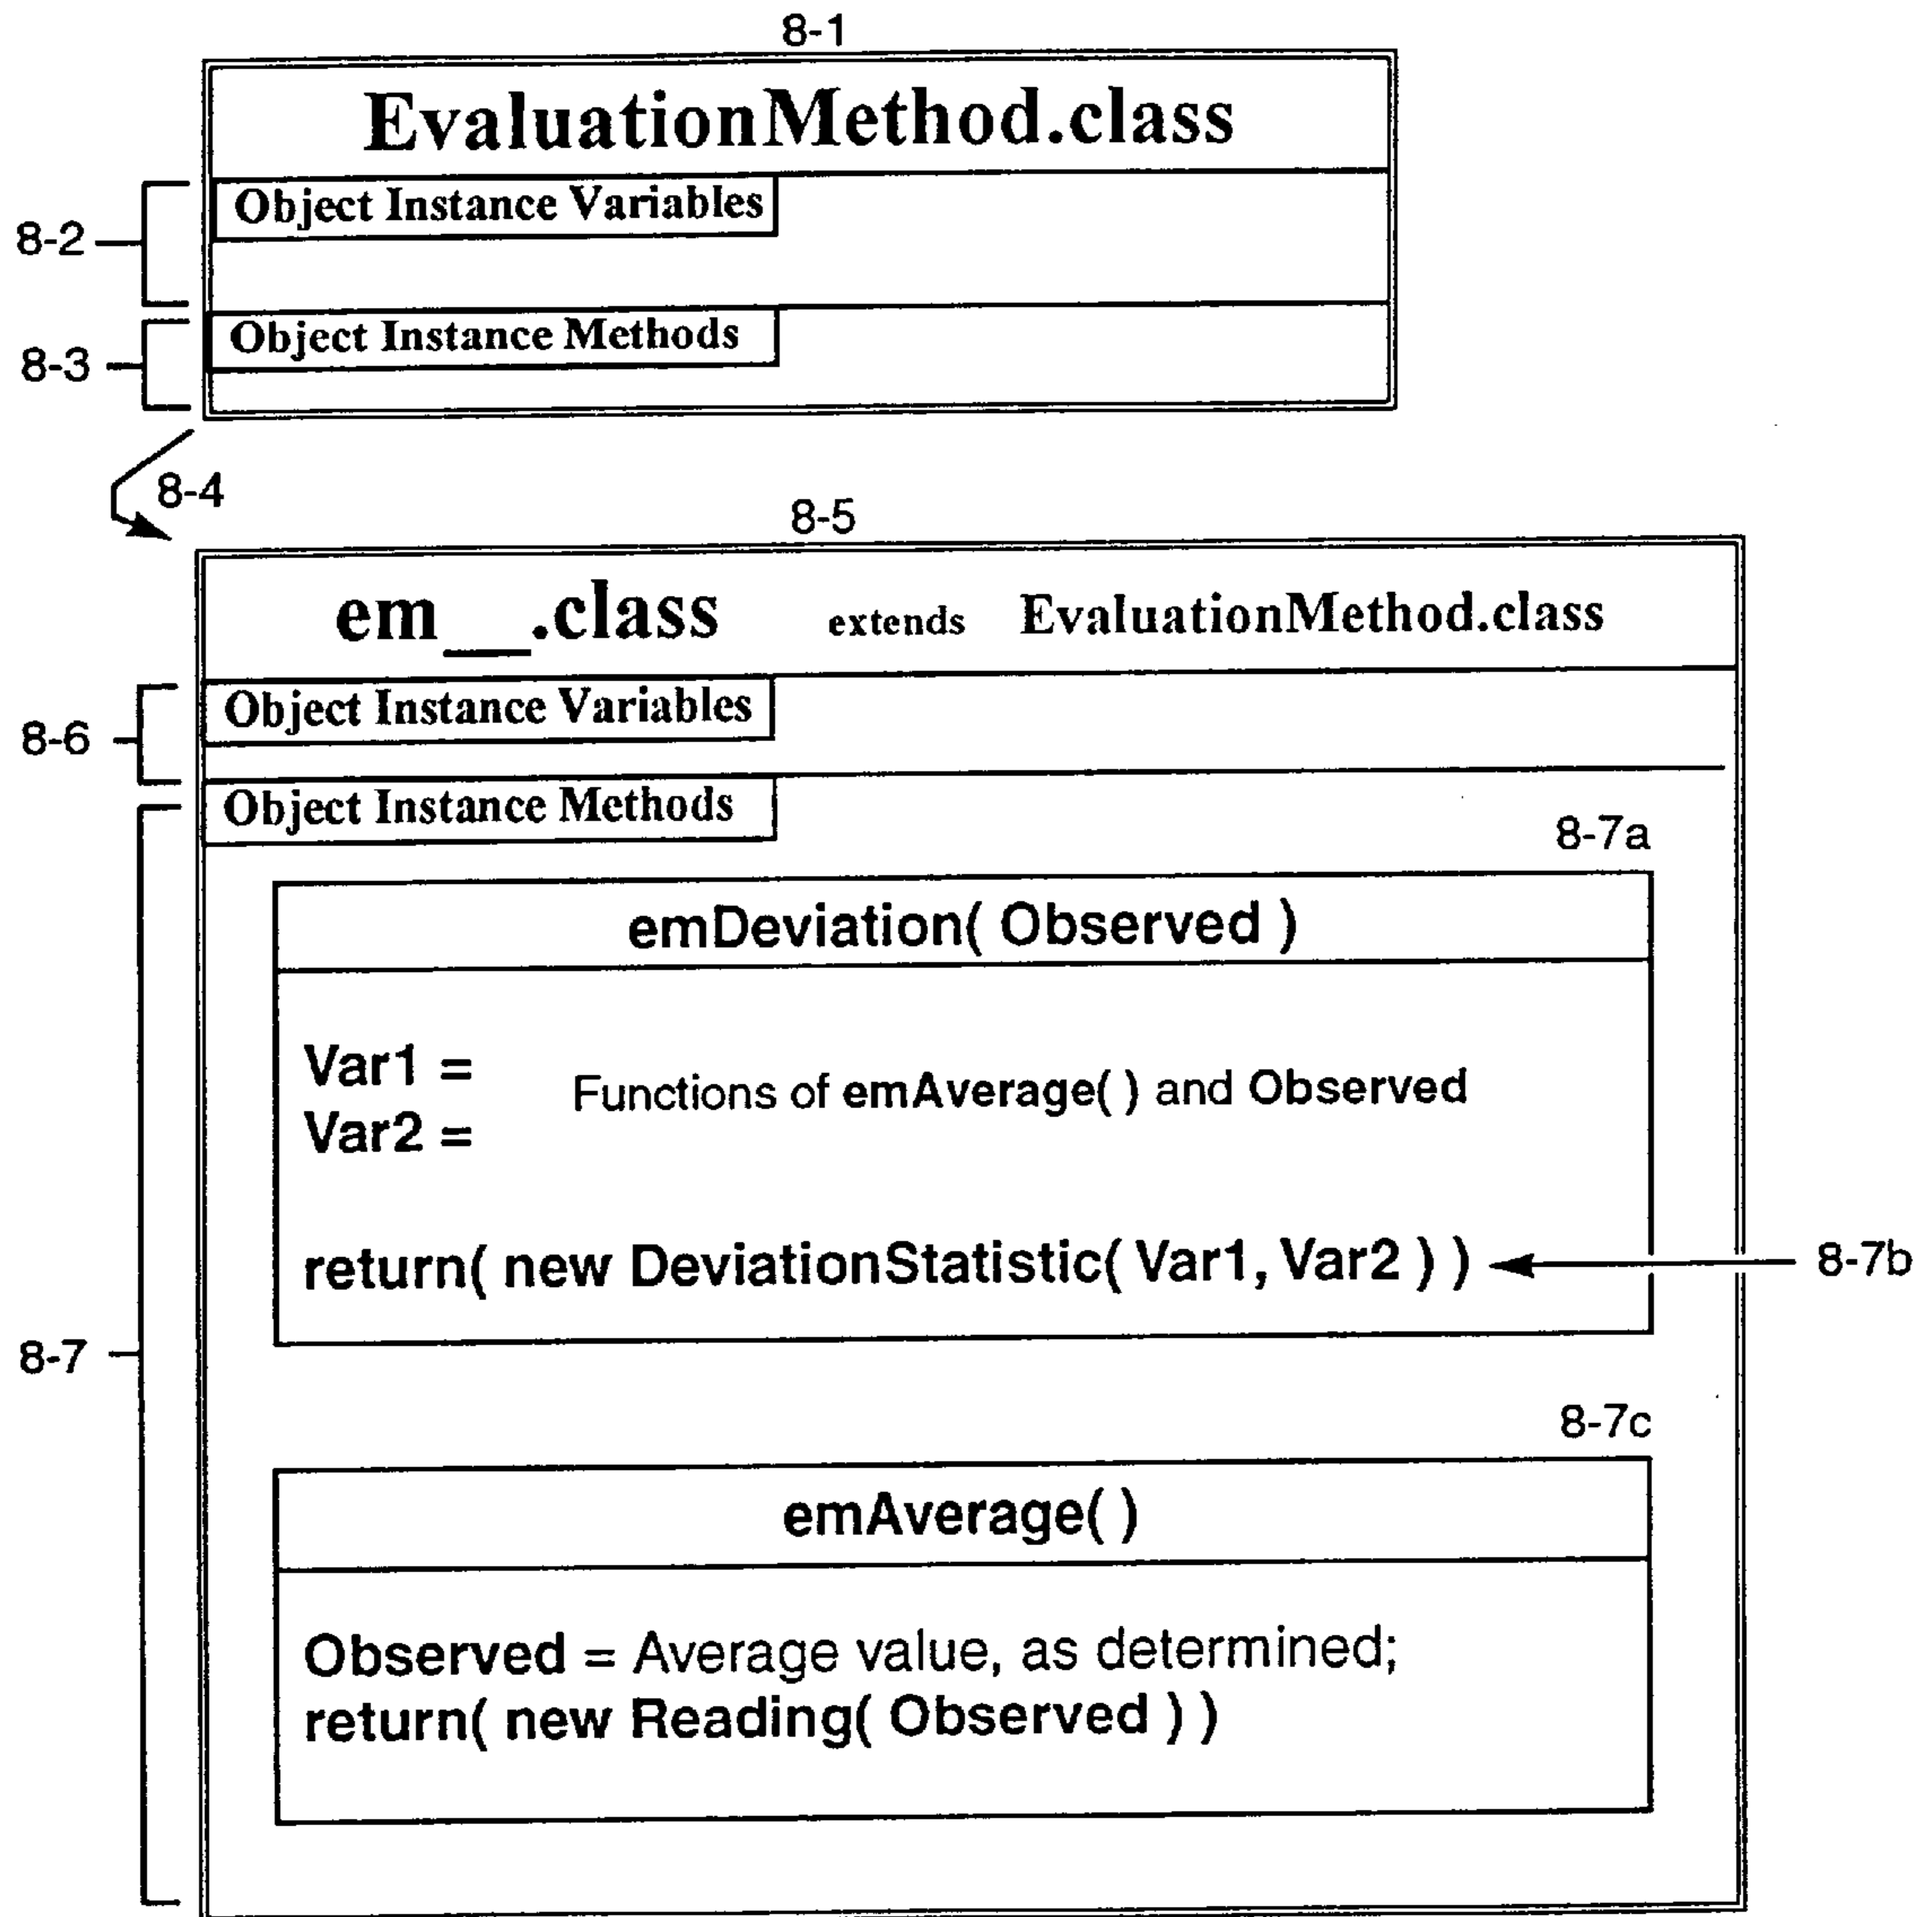 8-1
EvaluationMethod.class
Object Instance Variables
8-2
Object Instance Methods
8-3
8-4
8-5
em__.class extends EvaluationMethod.class
Object Instance Variables
8-6
Object Instance Methods
8-7a
emDeviation( Observed )
Var1 =
Functions of emAverage( ) and Observed
Var2 =
return( new DeviationStatistic( Var1, Var2 ) )
8-7b
8-7
8-7c
emAverage( )
Observed = Average value, as determined;
return( new Reading( Observed ) )